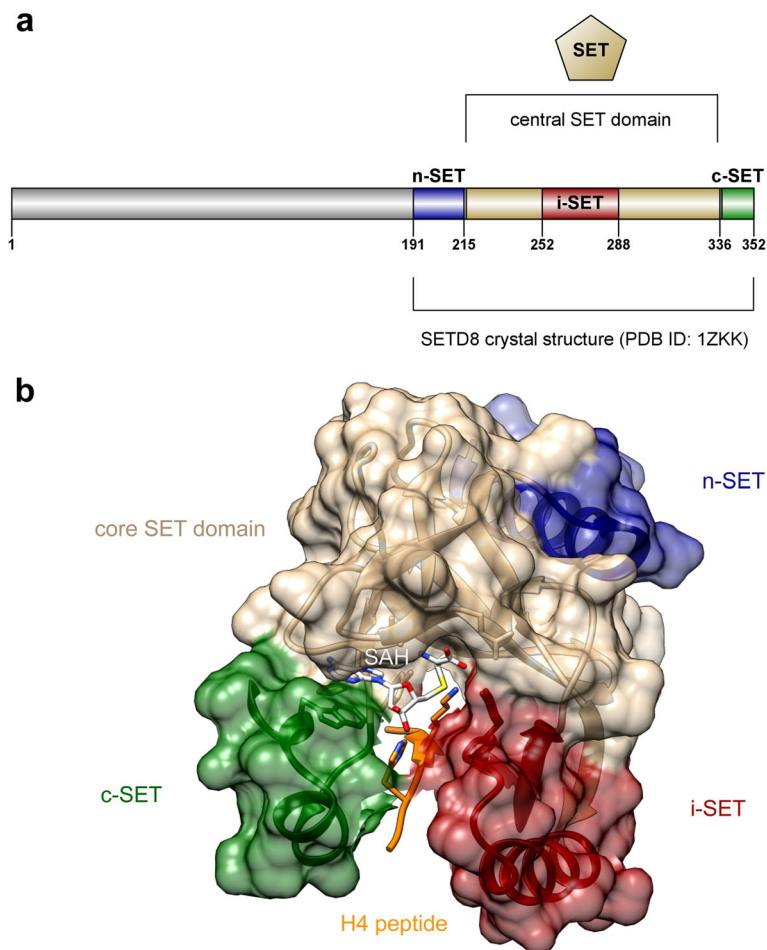 a
SET
central SET domain
n-SET
c-SET
i-SET
1
191
215
252
288
336
352
SETD8 crystal structure (PDB ID: 1ZKK)
b
n-SET
core SET domain
SAH
c-SET
i-SET
H4 peptide